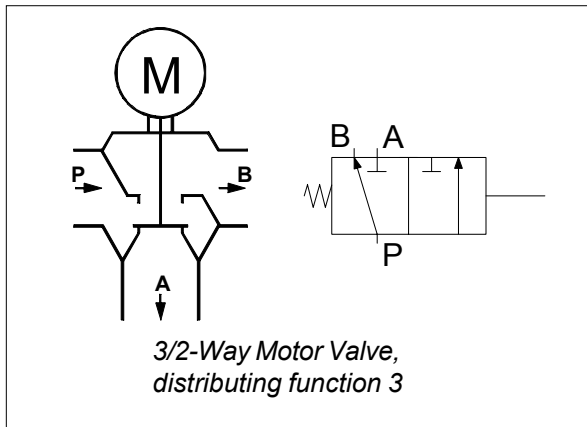 M
P
B
A
B A
P
3/2-Way Motor Valve,
distributing function 3